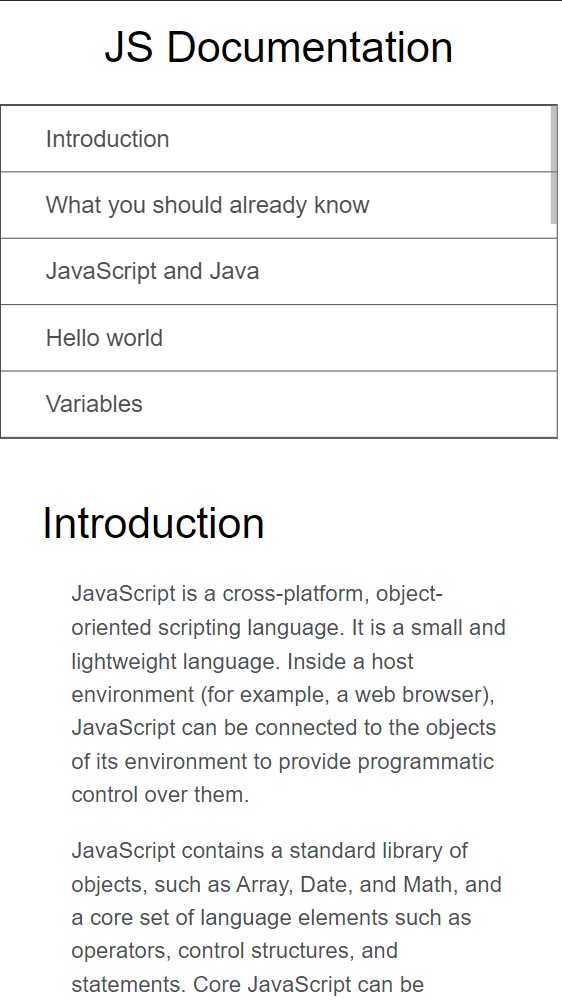 JS Documentation
Introduction
What you should already know
JavaScript and Java
Hello world
Variables
Introduction
JavaScript is a cross-platform, object-
oriented scripting language. It is a small and
lightweight language. Inside a host
environment (for example, a web browser),
JavaScript can be connected to the objects
of its environment to provide programmatic
control over them.
JavaScript contains a standard library of
objects, such as Array, Date, and Math, and
a core set of language elements such as
operators, control structures, and
statements. Core JavaScript can be